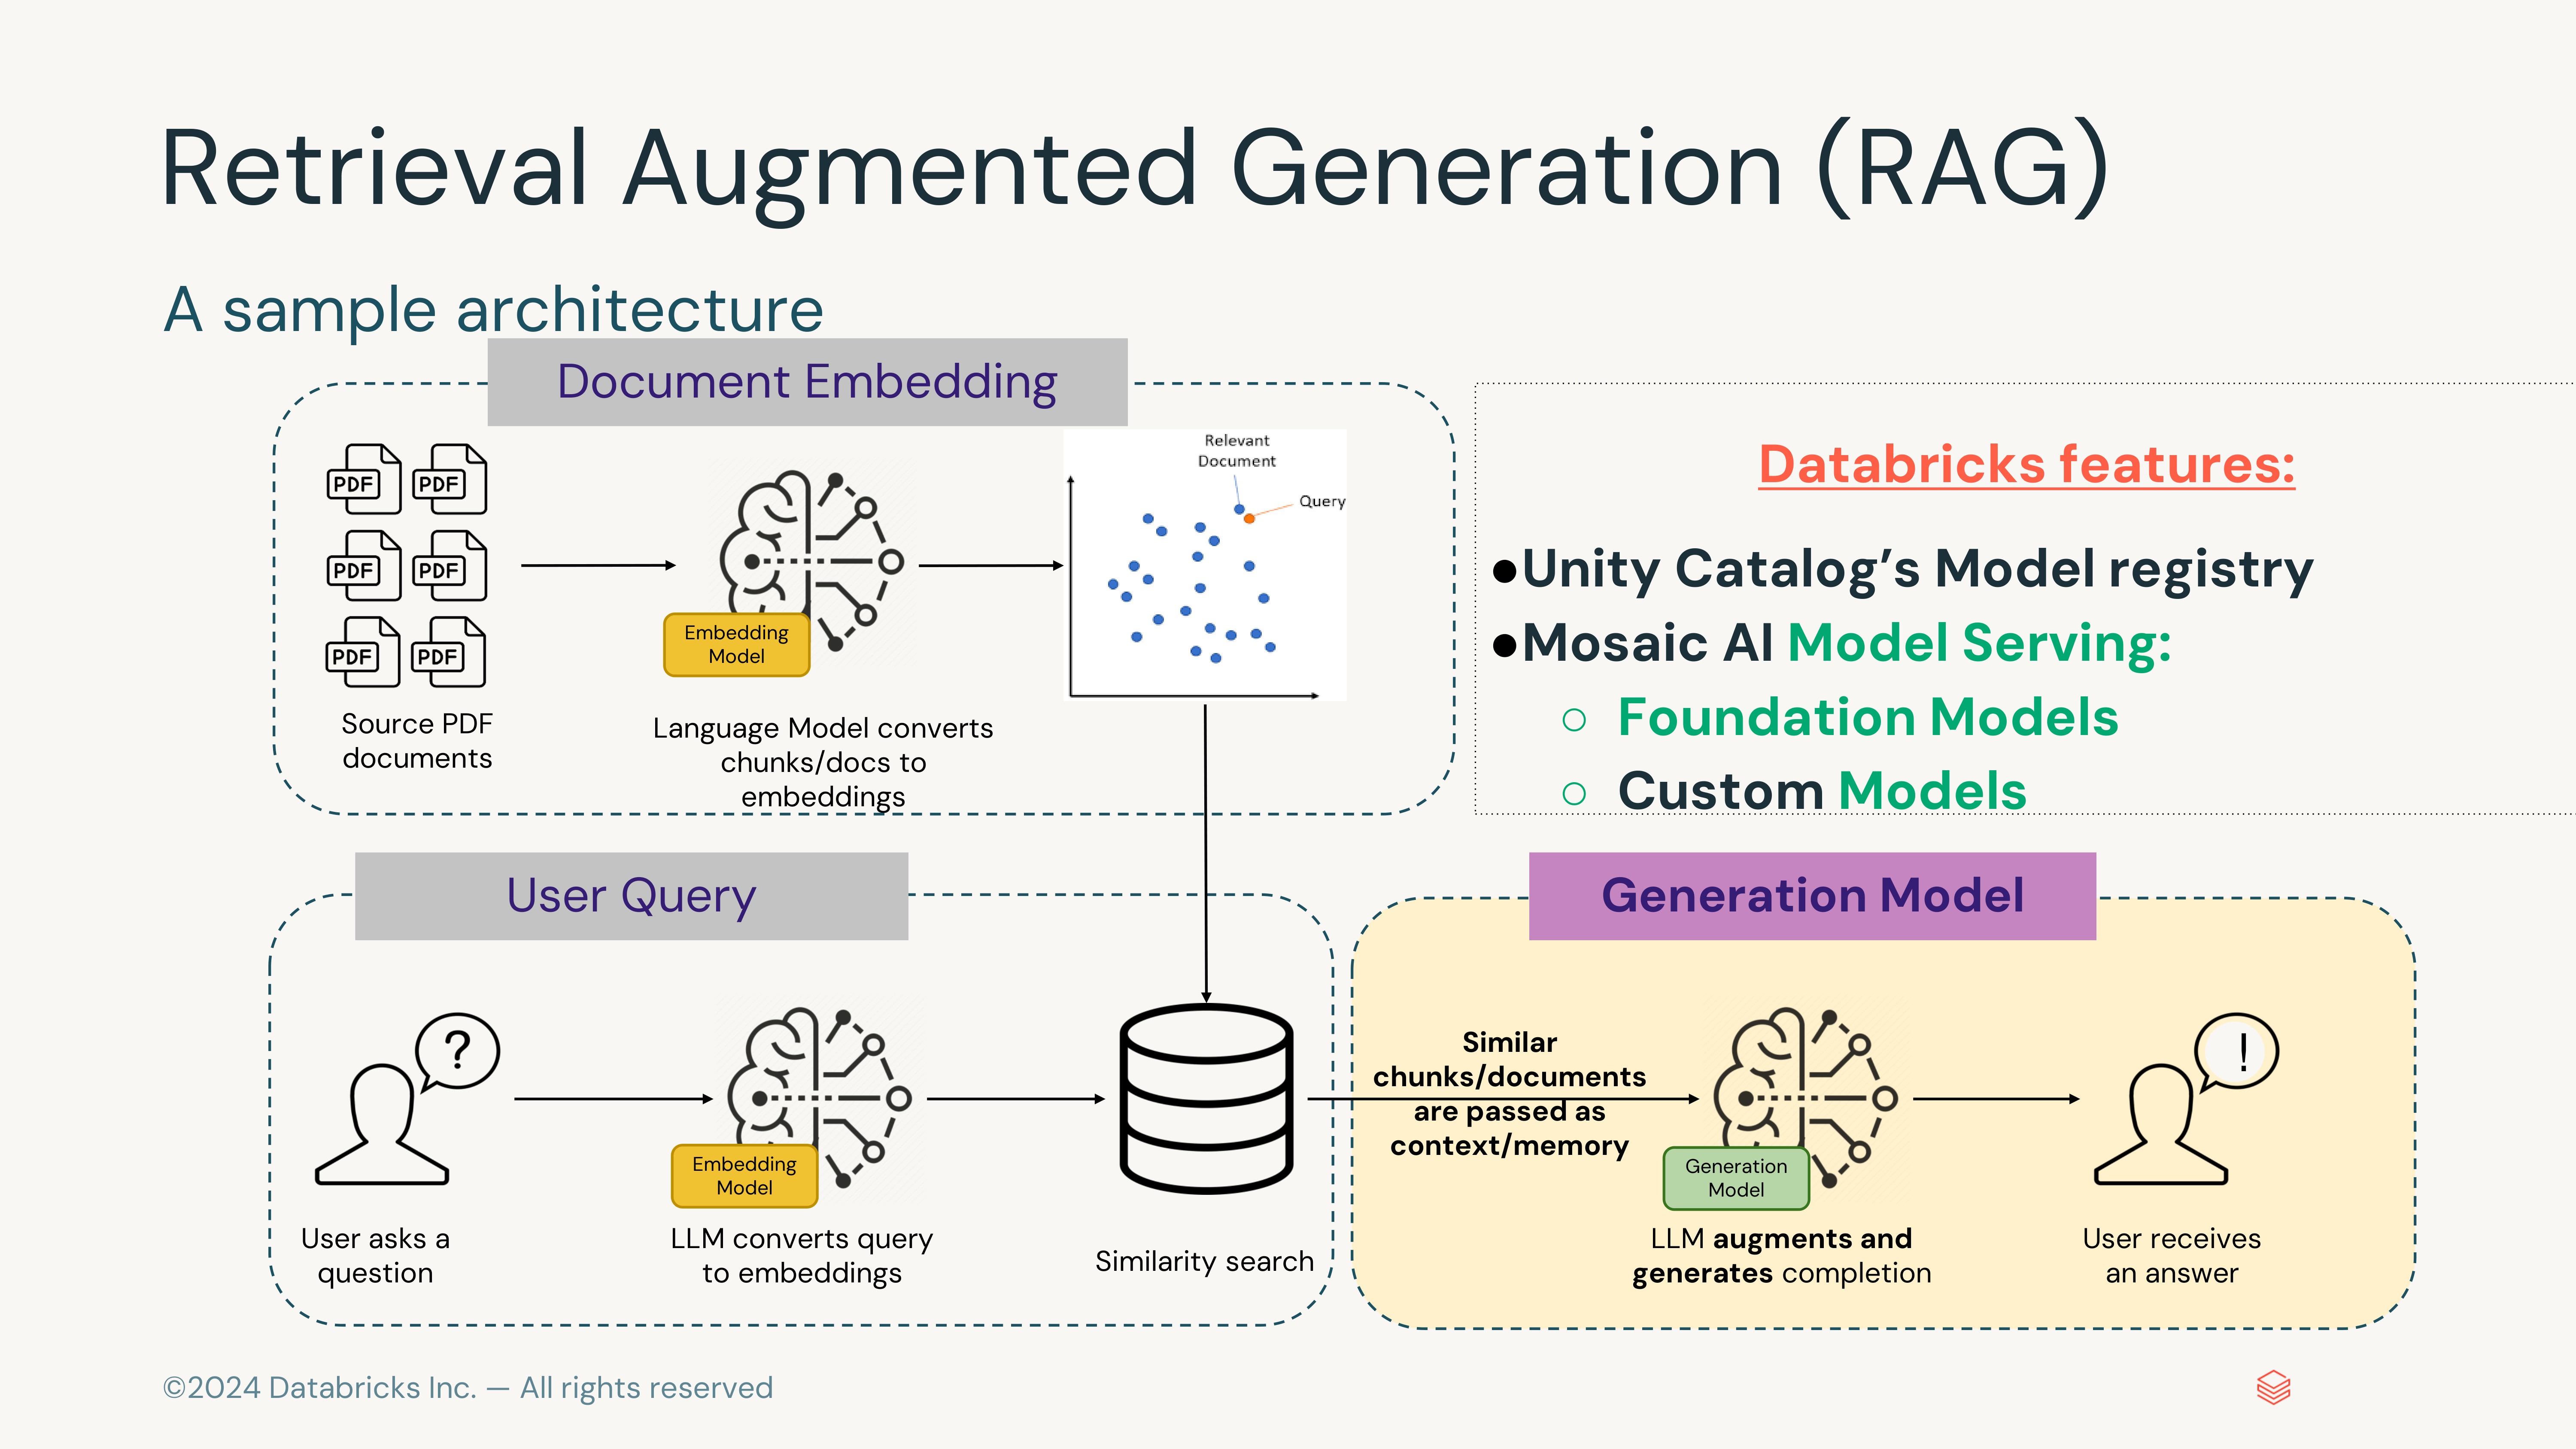 Retrieval Augmented Generation (RAG)
A sample architecture
Document Embedding
PDF PDF
PDF PDF
PDF PDF
Source PDF
documents
Embedding
Model
Language Model converts
chunks/docs to
embeddings
Relevant
Document
Query
Databricks features:
●Unity Catalog’s Model registry
●Mosaic AI Model Serving:
○ Foundation Models
○ Custom Models
User Query
?
User asks a
question
Embedding
Model
LLM converts query
to embeddings
Similarity search
Generation Model
Similar
chunks/documents
are passed as
context/memory
Generation
Model
LLM augments and
generates completion
!
User receives
an answer
©2024 Databricks Inc. — All rights reserved